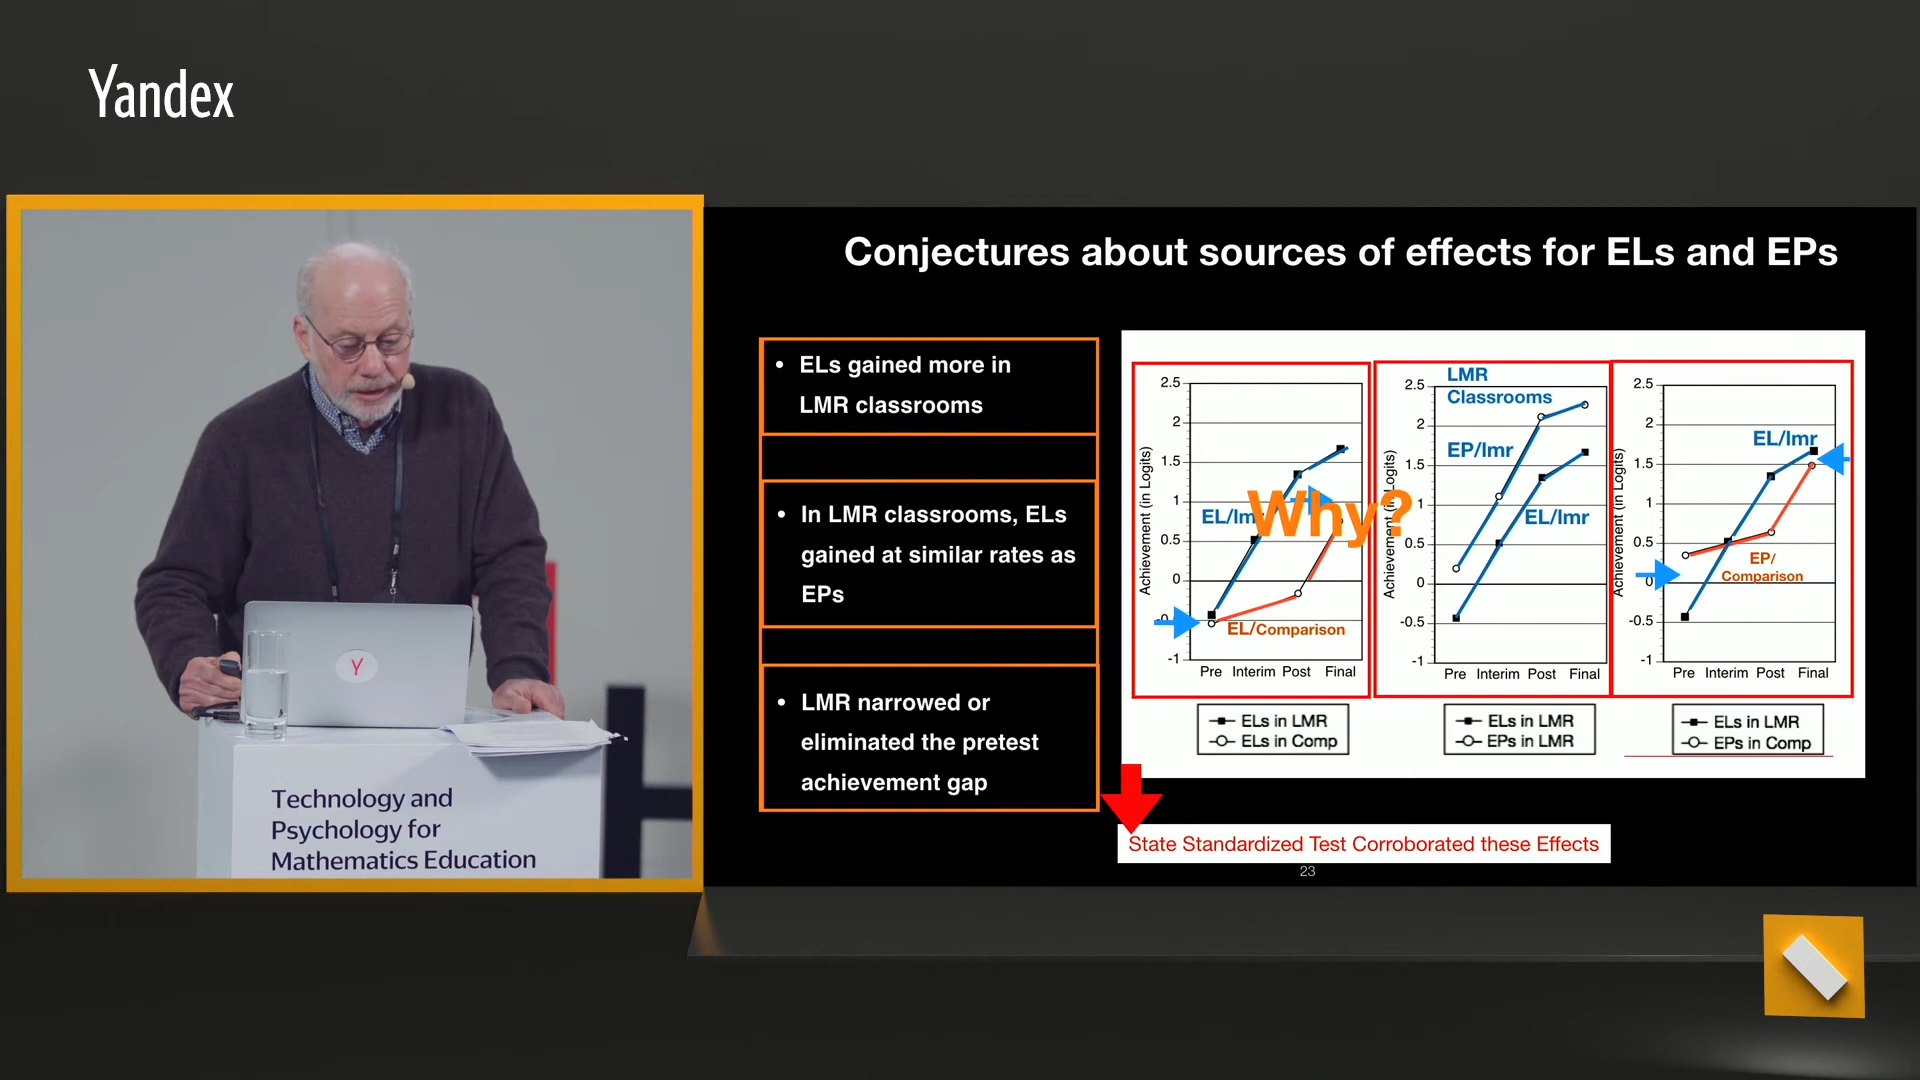 Yandex
Technology and
Psychology for
Mathematics Education
Y
Conjectures about sources of effects for ELs and EPs
• ELs gained more in
LMR classrooms
• In LMR classrooms, ELs
gained at similar rates as
EPs
• LMR narrowed or
eliminated the pretest
achievement gap
Achievement (in Logits)
2.5
2
1.5
1
0.5
0
-1
EL/lmr
EL/Comparison
Pre Interim Post Final
ELs in LMR
ELs in Comp
Why?
Achievement (in Logits)
2.5
2
1.5
1
0.5
0
-0.5
-1
LMR
Classrooms
EP/lmr
EL/lmr
Pre Interim Post Final
ELs in LMR
EPs in LMR
Achievement (in Logits)
2.5
2
1.5
1
0.5
0
-0.5
-1
EL/lmr
EP/
Comparison
Pre Interim Post Final
ELs in LMR
EPs in Comp
State Standardized Test Corroborated these Effects
23